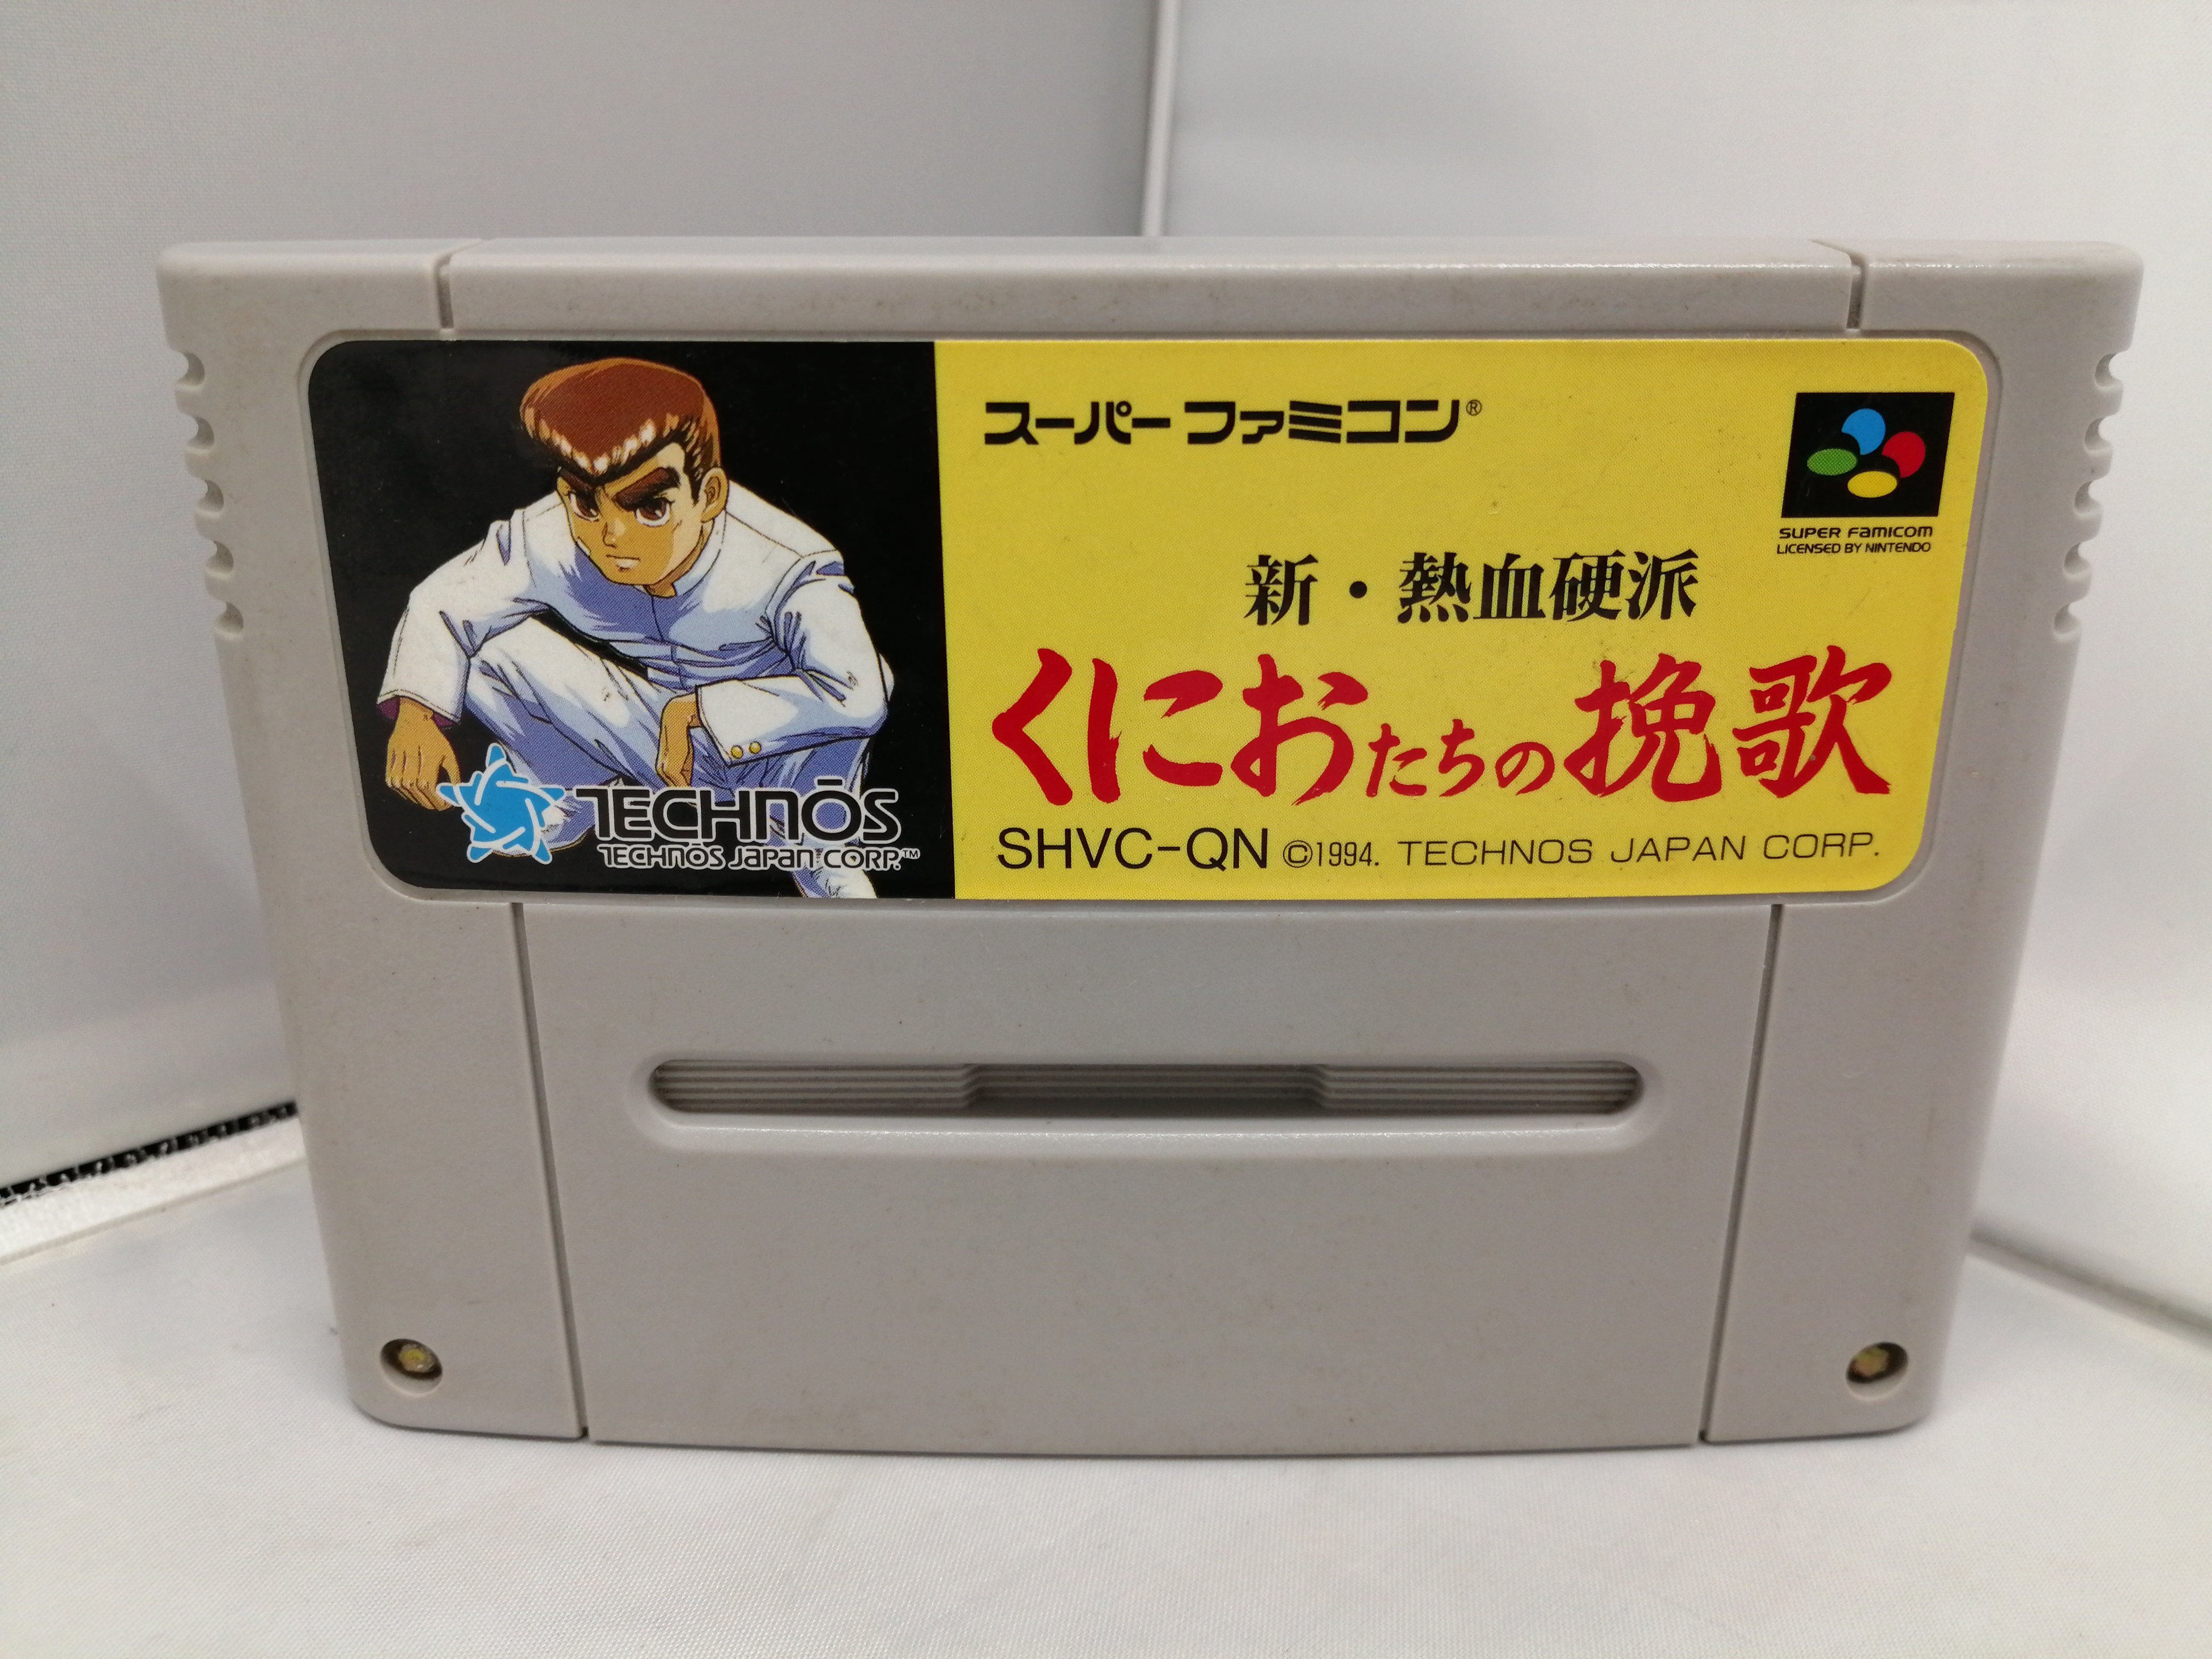 スーパーファミコン®
SUPER FAMICOM
LICENSED BY NINTENDO
新・熱血硬派
くにおたちの挽歌
SHVC-QN ©1994. TECHNOS JAPAN CORP.
TECHNŌS
TECHNŌS JAPAN CORP.™